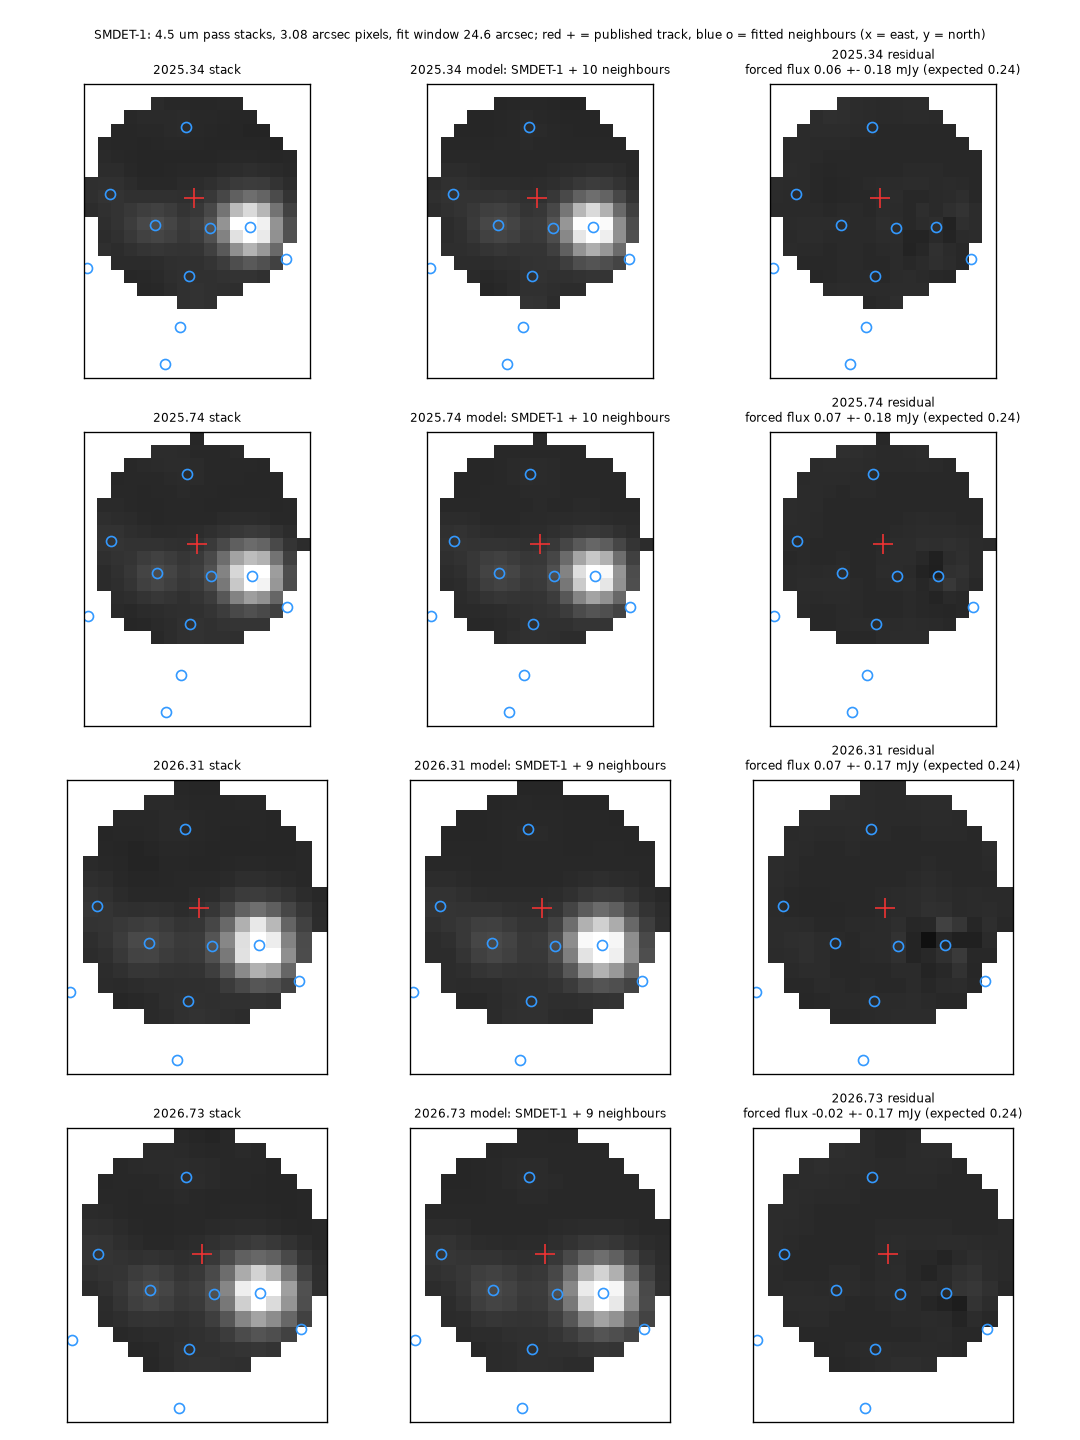 SMDET-1: 4.5 um pass stacks, 3.08 arcsec pixels, fit window 24.6 arcsec; red + = published track, blue o = fitted neighbours (x = east, y = north)
2025.34 stack
2025.34 model: SMDET-1 + 10 neighbours
2025.34 residual
forced flux 0.06 +- 0.18 mJy (expected 0.24)
2025.74 stack
2025.74 model: SMDET-1 + 10 neighbours
2025.74 residual
forced flux 0.07 +- 0.18 mJy (expected 0.24)
2026.31 stack
2026.31 model: SMDET-1 + 9 neighbours
2026.31 residual
forced flux 0.07 +- 0.17 mJy (expected 0.24)
2026.73 stack
2026.73 model: SMDET-1 + 9 neighbours
2026.73 residual
forced flux -0.02 +- 0.17 mJy (expected 0.24)